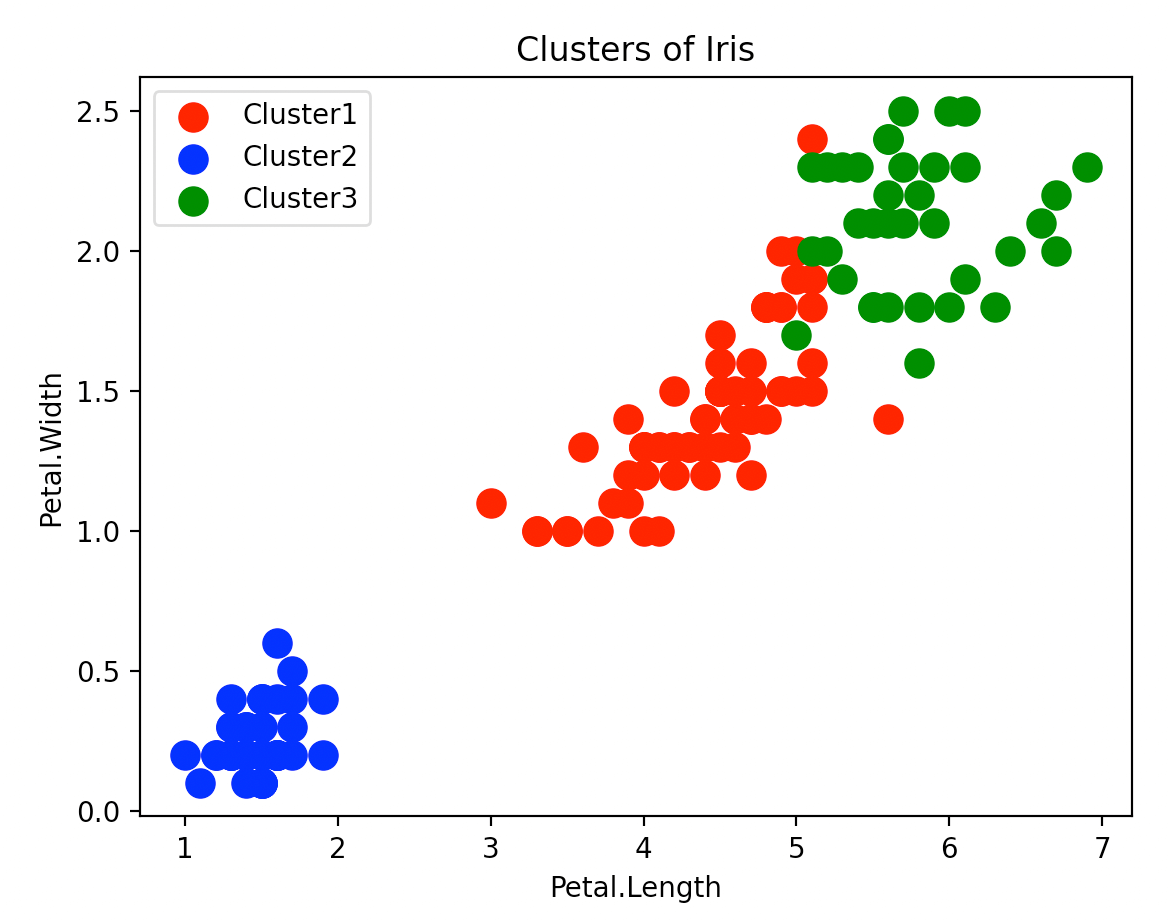 Clusters of Iris
Cluster1
Cluster2
Cluster3
2.5
2.0
1.5
1.0
0.5
0.0
Petal.Width
1 2 3 4 5 6 7
Petal.Length